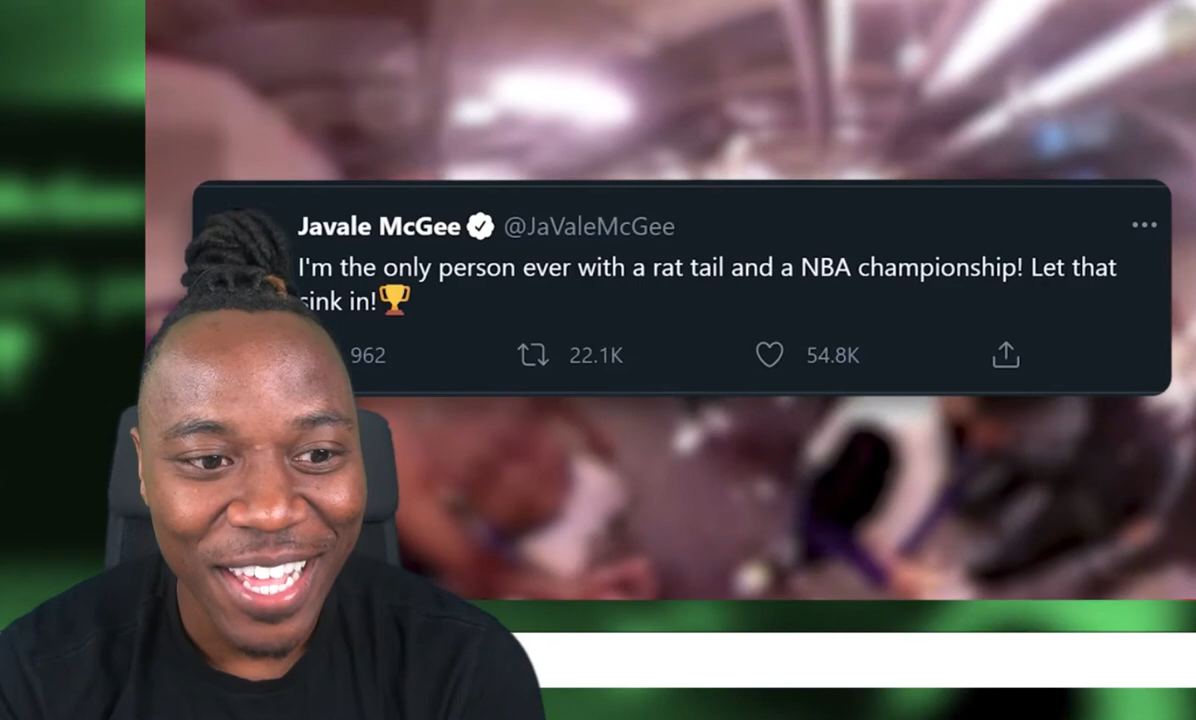 Javale McGee @JaValeMcGee
I'm the only person ever with a rat tail and a NBA championship! Let that
sink in!🏆
962 22.1K 54.8K